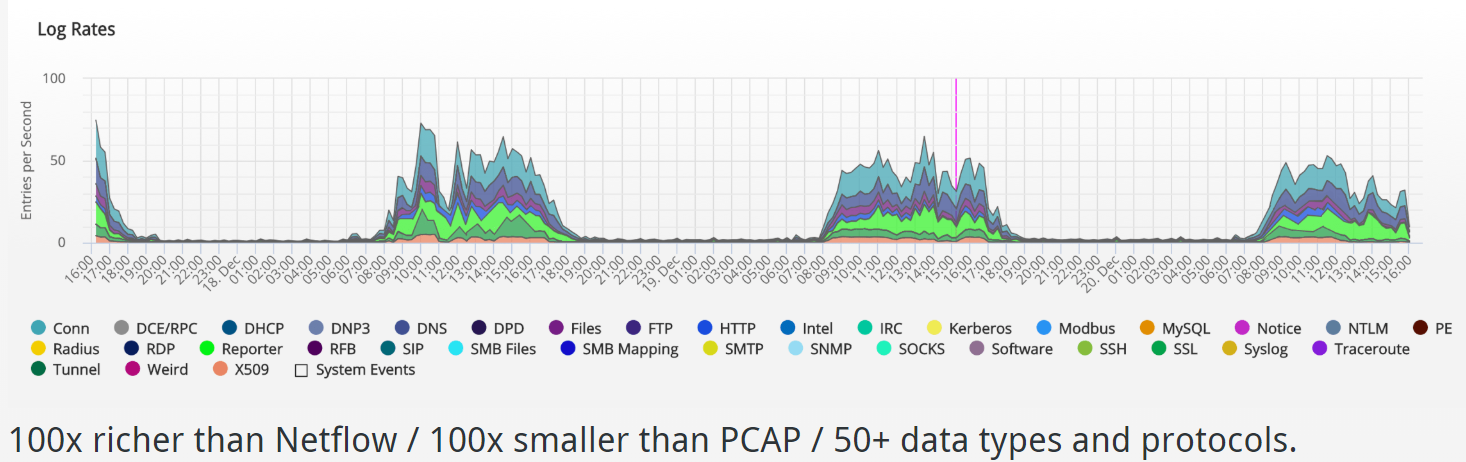 Log Rates
100
50
0
Entries per Second
16:00 17:00 18:00 19:00 20:00 21:00 22:00 23:00 18. Dec 01:00 02:00 03:00 04:00 05:00 06:00 07:00 08:00 09:00 10:00 11:00 12:00 13:00 14:00 15:00 16:00 17:00 18:00 19:00 20:00 21:00 22:00 23:00 19. Dec 01:00 02:00 03:00 04:00 05:00 06:00 07:00 08:00 09:00 10:00 11:00 12:00 13:00 14:00 15:00 16:00 17:00 18:00 19:00 20:00 21:00 22:00 23:00 20. Dec 01:00 02:00 03:00 04:00 05:00 06:00 07:00 08:00 09:00 10:00 11:00 12:00 13:00 14:00 15:00 16:00
Conn DCE/RPC DHCP DNP3 DNS DPD Files FTP HTTP Intel IRC Kerberos Modbus MySQL Notice NTLM PE
Radius RDP Reporter RFB SIP SMB Files SMB Mapping SMTP SNMP SOCKS Software SSH SSL Syslog Traceroute
Tunnel Weird X509 System Events
100x richer than Netflow / 100x smaller than PCAP / 50+ data types and protocols.